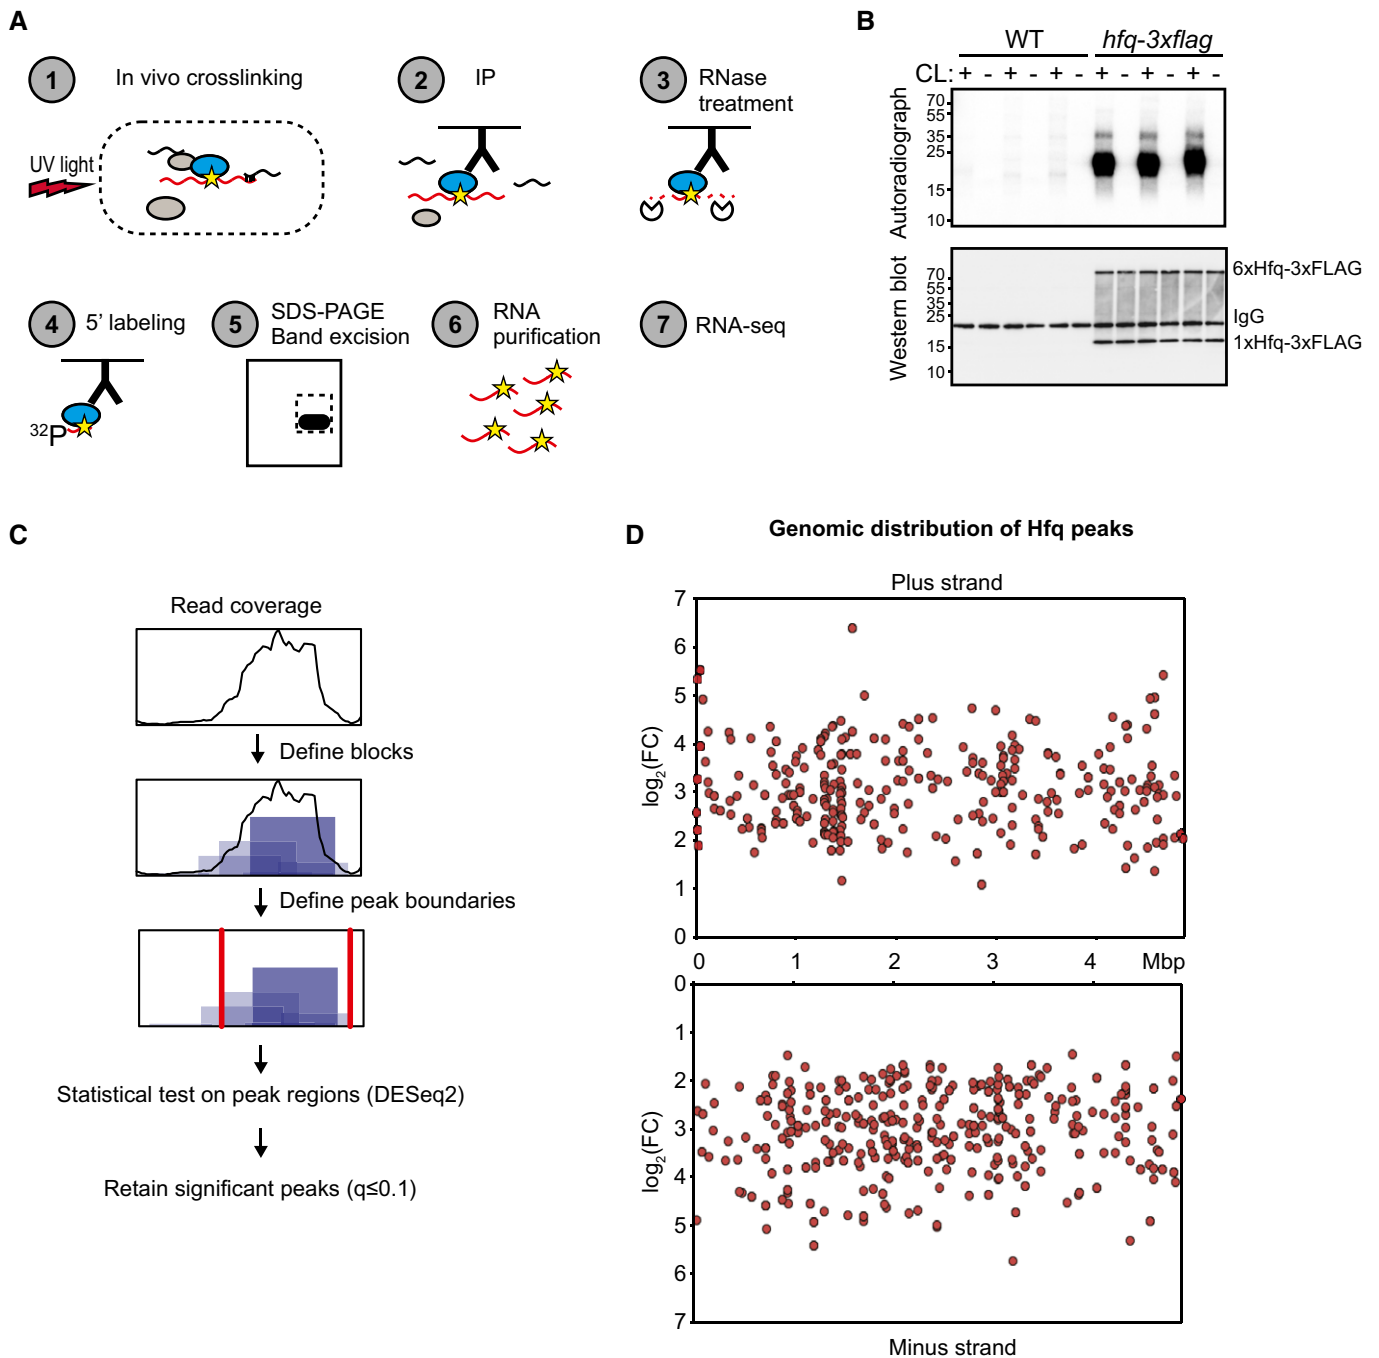 A
1 In vivo crosslinking
UV light
2 IP
3 RNase
treatment
4 5’ labeling
32P
5 SDS-PAGE
Band excision
6 RNA
purification
7 RNA-seq
B
WT hfq-3xflag
CL: + - + - + - + - + - + -
Autoradiograph
70
55
35
25
15
10
Western blot
70
55
35
25
15
10
6xHfq-3xFLAG
IgG
1xHfq-3xFLAG
C
Read coverage
Define blocks
Define peak boundaries
Statistical test on peak regions (DESeq2)
Retain significant peaks (q≤0.1)
D
Genomic distribution of Hfq peaks
Plus strand
log2(FC)
7
6
5
4
3
2
1
0
0 1 2 3 4 Mbp
log2(FC)
0
1
2
3
4
5
6
7
Minus strand